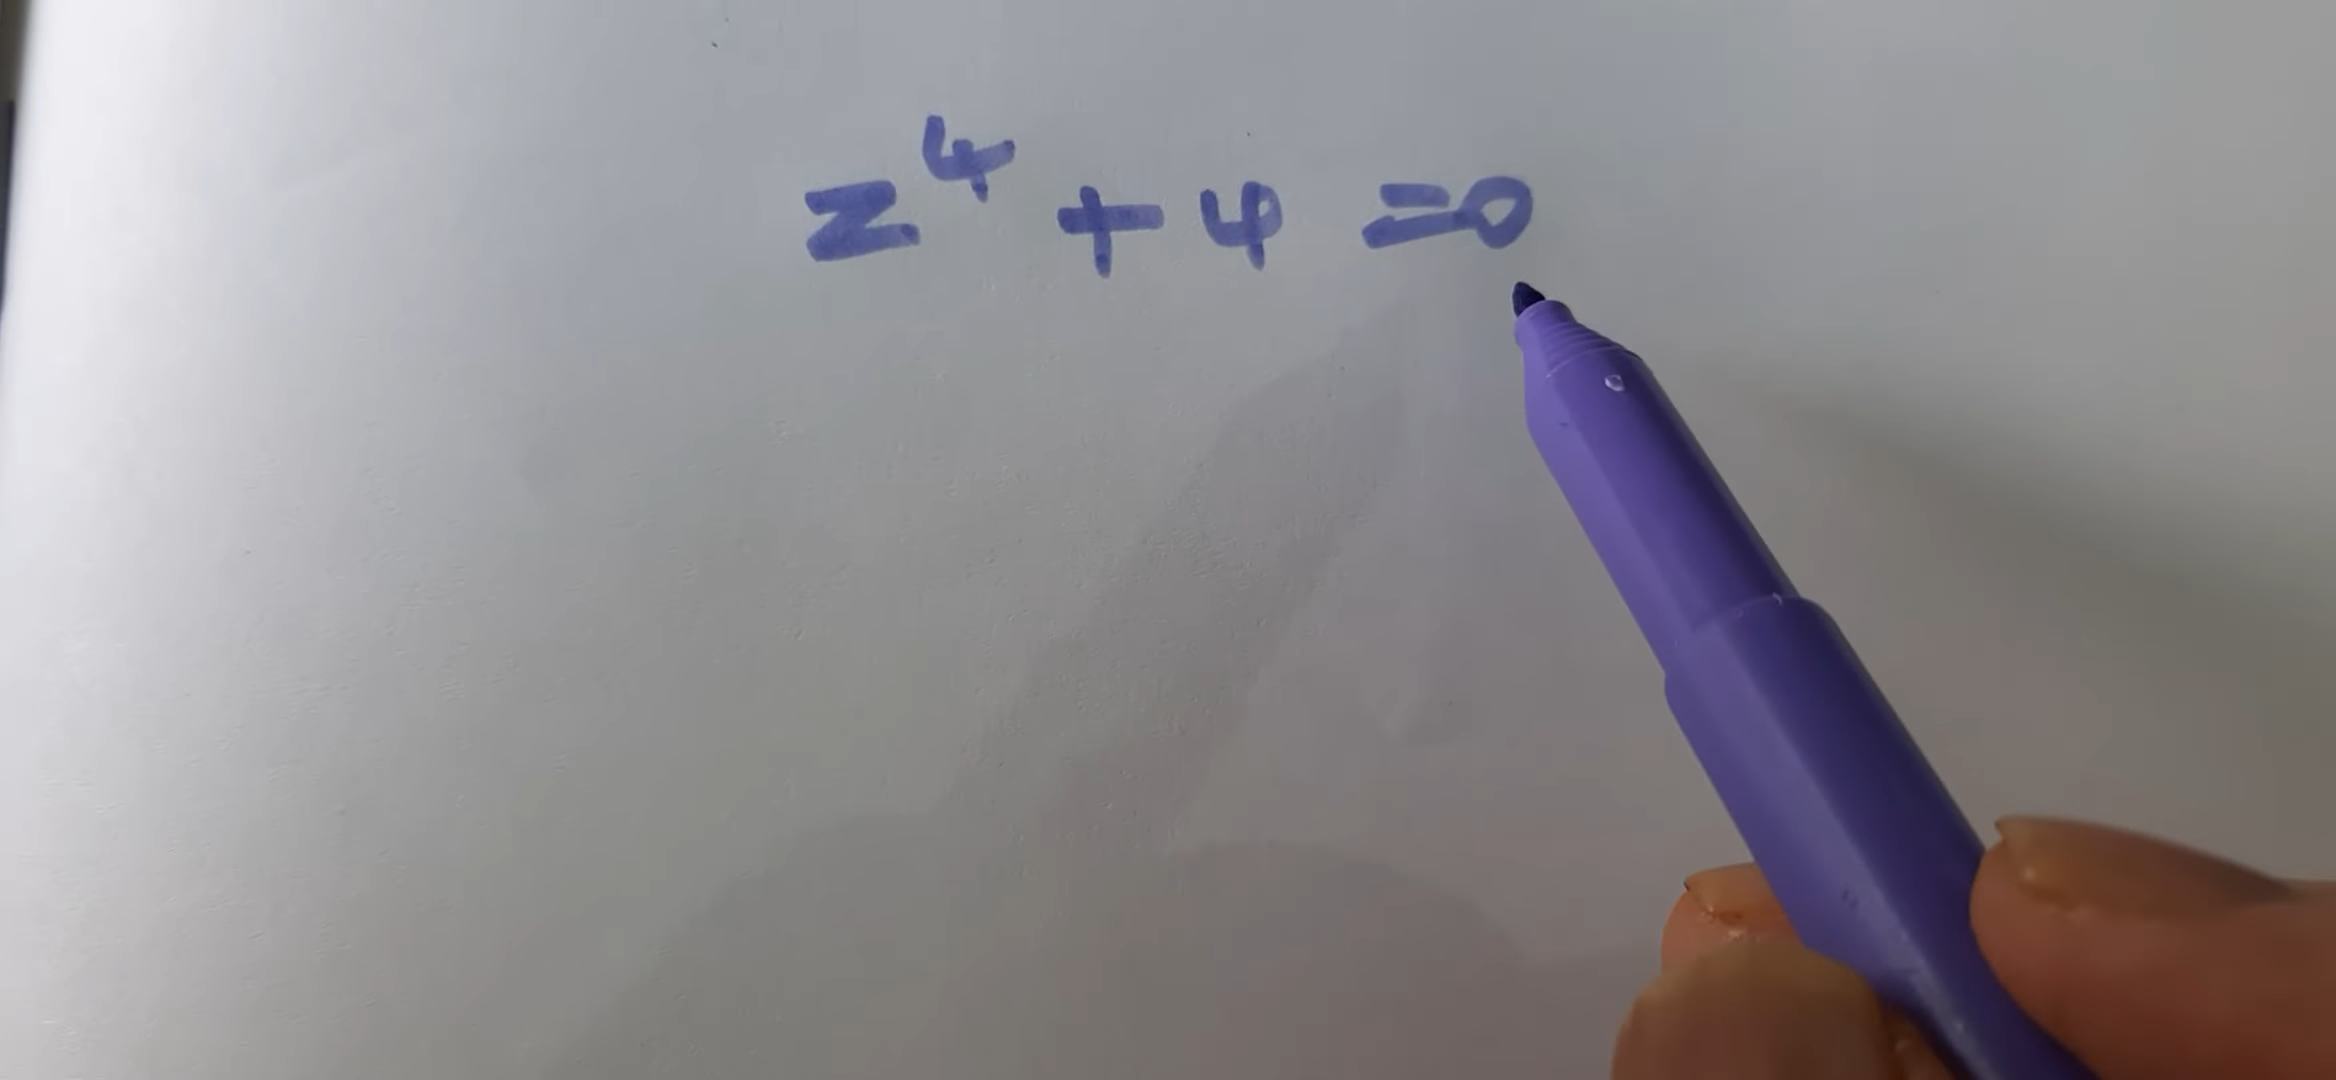 z⁴ + 4 = 0